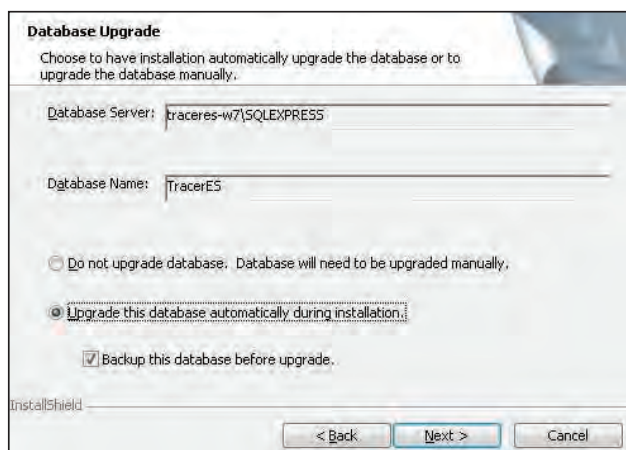 Database Upgrade
Choose to have installation automatically upgrade the database or to
upgrade the database manually.
Database Server: traceres-w7\SQLEXPRESS
Database Name: TracerES
Do not upgrade database. Database will need to be upgraded manually.
Upgrade this database automatically during installation.
Backup this database before upgrade.
InstallShield
< Back Next > Cancel